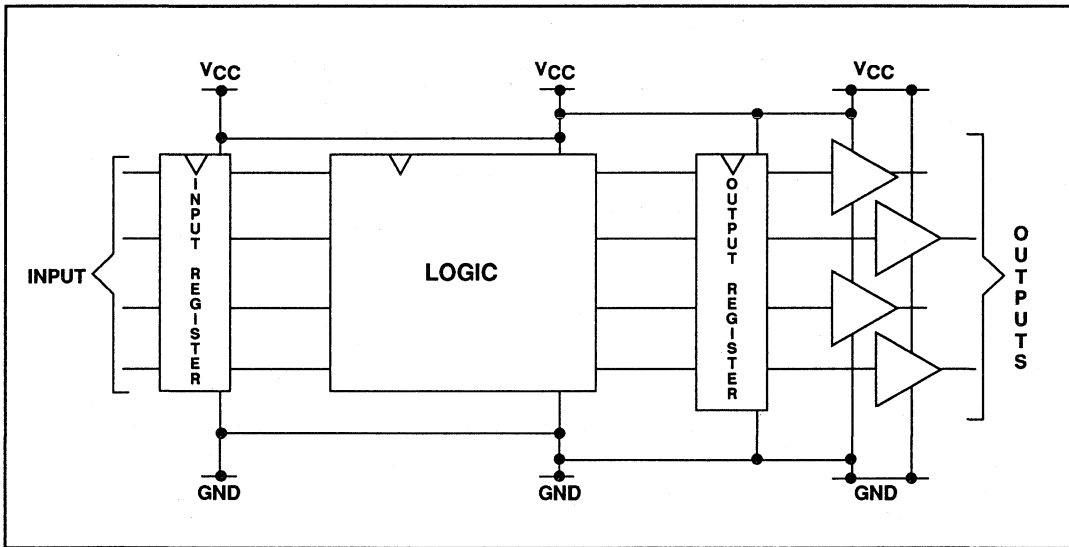 VCC VCC VCC
INPUT
INPUT REGISTER
LOGIC
OUTPUT REGISTER
OUTPUTS
GND GND GND